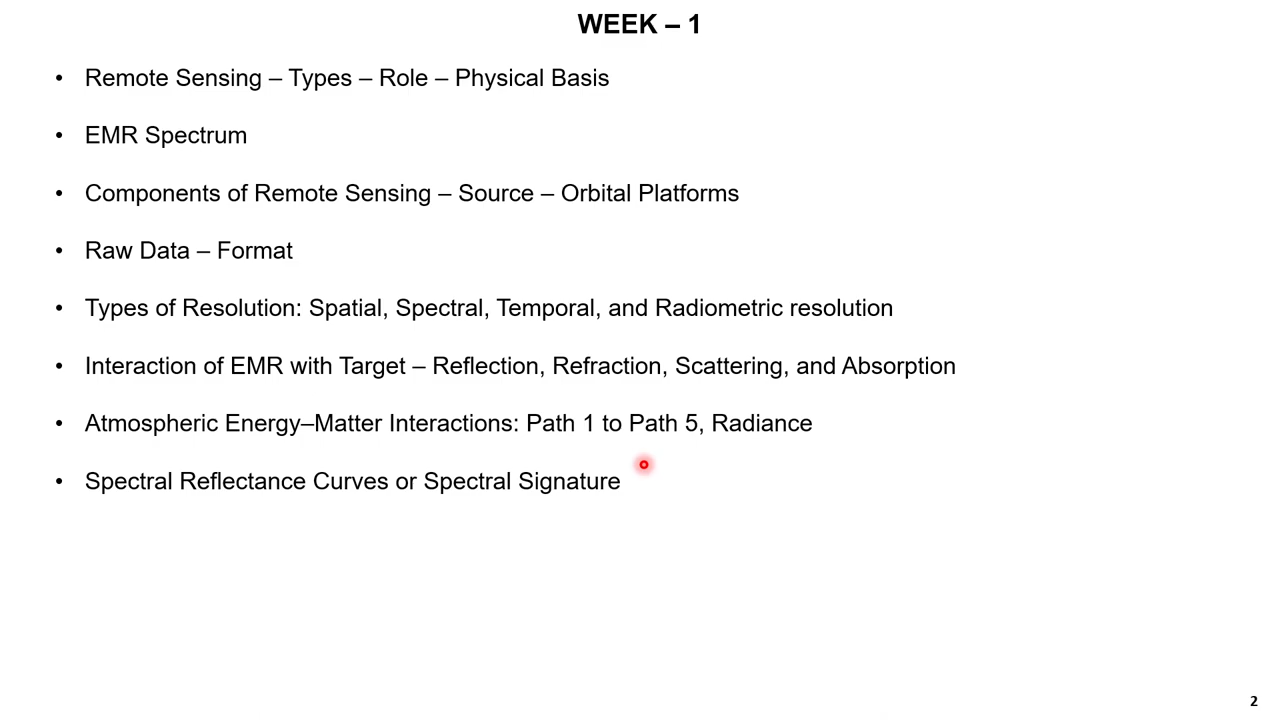 WEEK – 1
• Remote Sensing – Types – Role – Physical Basis
• EMR Spectrum
• Components of Remote Sensing – Source – Orbital Platforms
• Raw Data – Format
• Types of Resolution: Spatial, Spectral, Temporal, and Radiometric resolution
• Interaction of EMR with Target – Reflection, Refraction, Scattering, and Absorption
• Atmospheric Energy–Matter Interactions: Path 1 to Path 5, Radiance
• Spectral Reflectance Curves or Spectral Signature
2